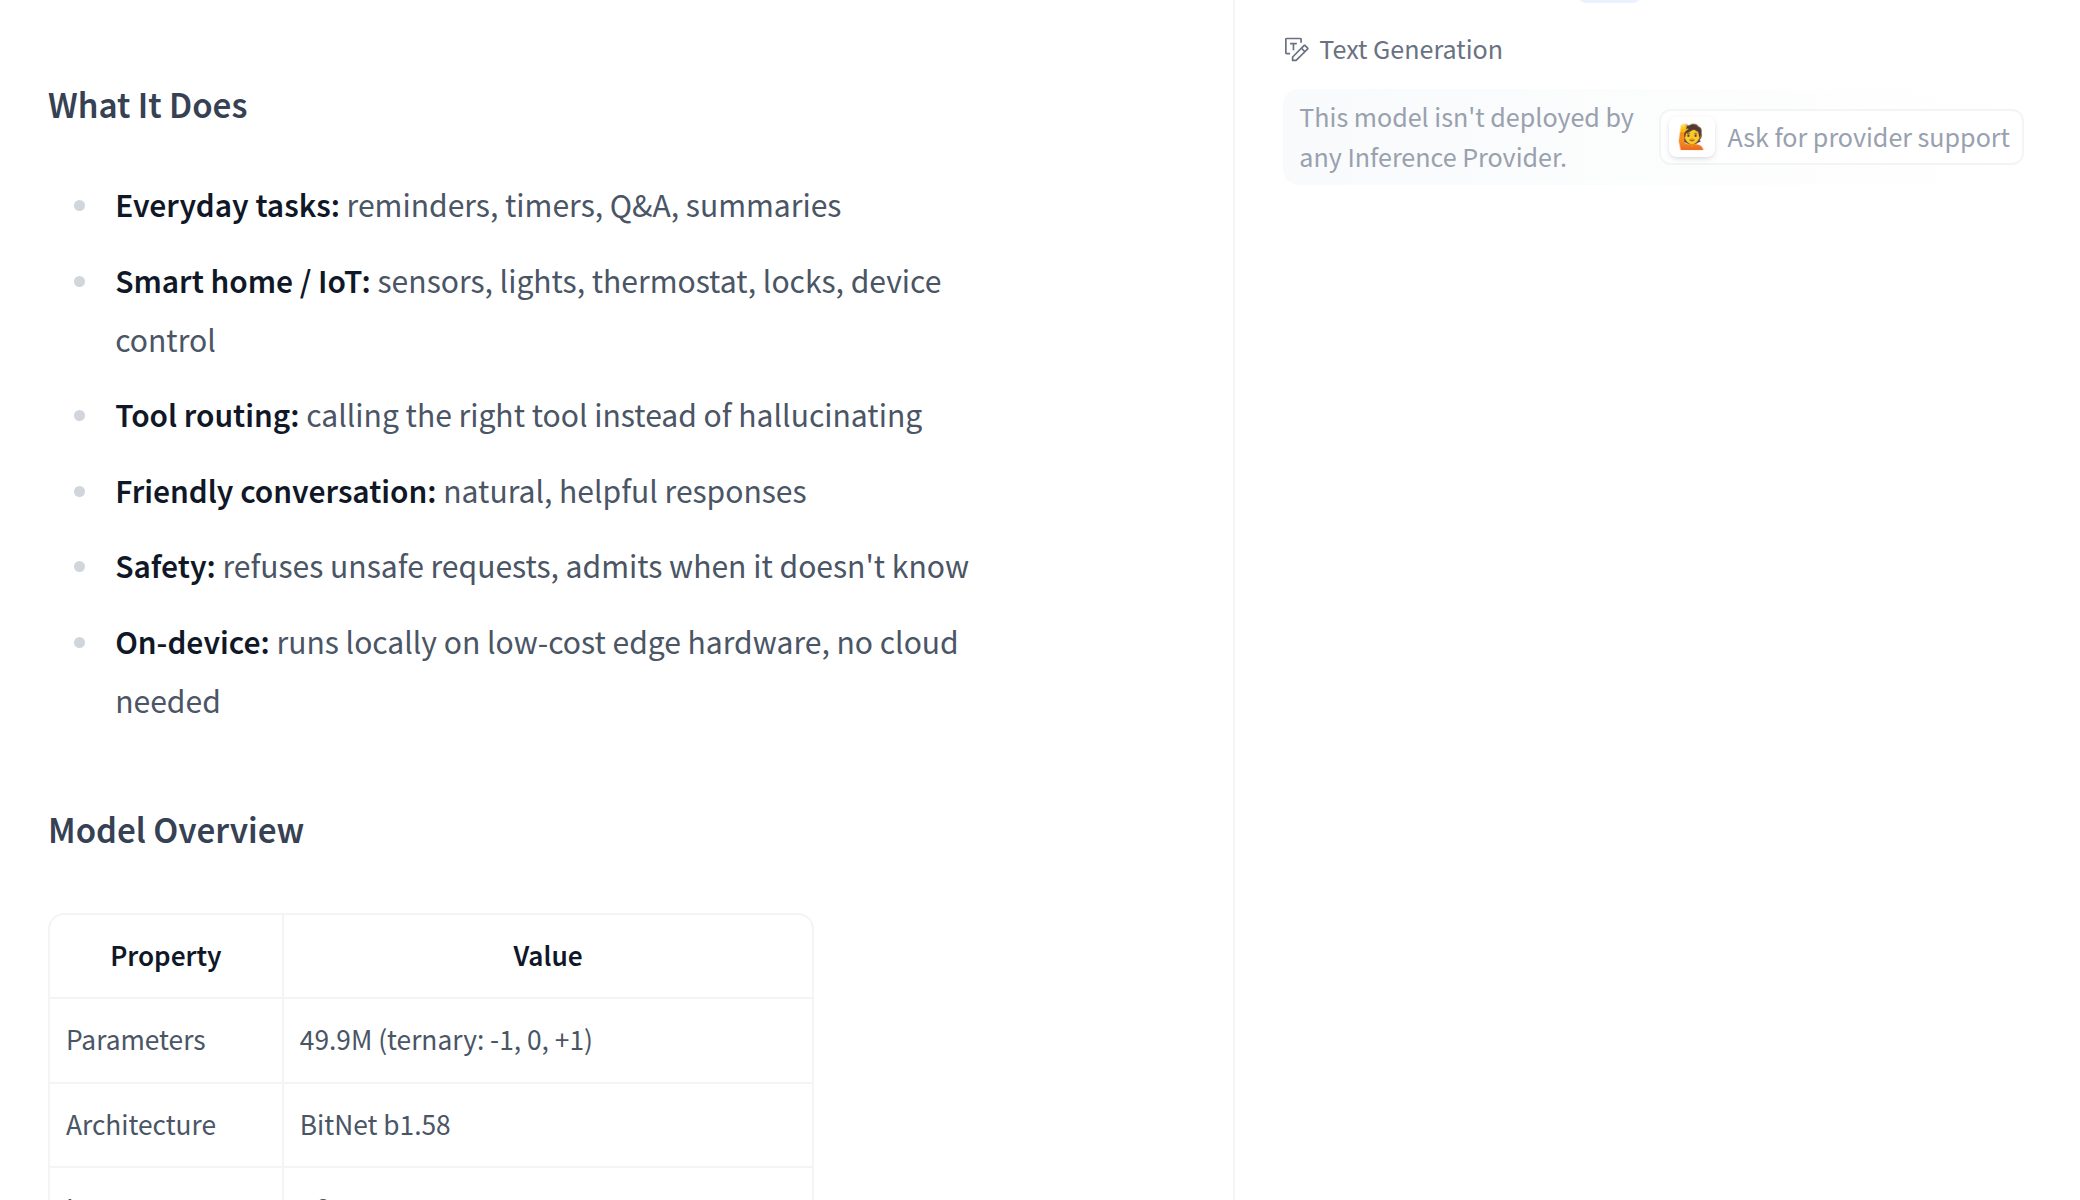 What It Does
Everyday tasks: reminders, timers, Q&A, summaries
Smart home / IoT: sensors, lights, thermostat, locks, device
control
Tool routing: calling the right tool instead of hallucinating
Friendly conversation: natural, helpful responses
Safety: refuses unsafe requests, admits when it doesn't know
On-device: runs locally on low-cost edge hardware, no cloud
needed
Model Overview
Property Value
Parameters 49.9M (ternary: -1, 0, +1)
Architecture BitNet b1.58
Text Generation
This model isn't deployed by
any Inference Provider.
Ask for provider support